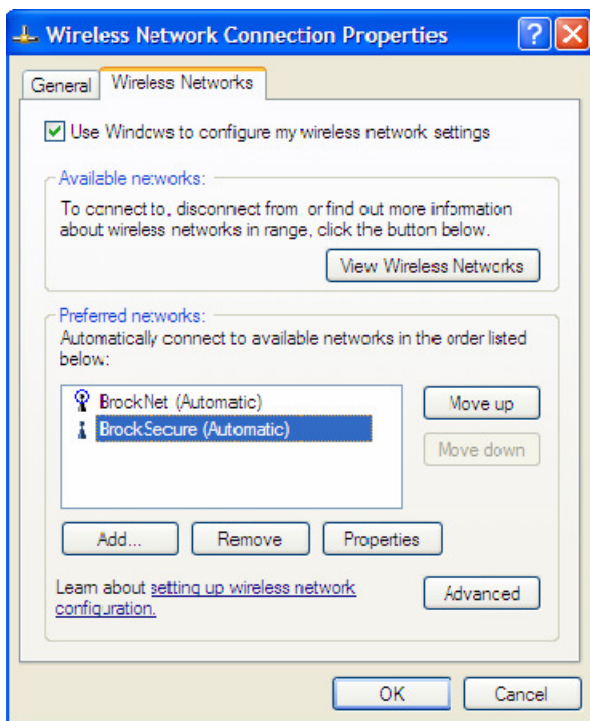 Wireless Network Connection Properties
General
Wireless Networks
Use Windows to configure my wireless network settings
Available networks:
To connect to, disconnect from, or find out more information
about wireless networks in range, click the button below.
View Wireless Networks
Preferred networks:
Automatically connect to available networks in the order listed
below:
BrockNet (Automatic)
BrockSecure (Automatic)
Move up
Move down
Add...
Remove
Properties
Learn about setting up wireless network
configuration.
Advanced
OK
Cancel